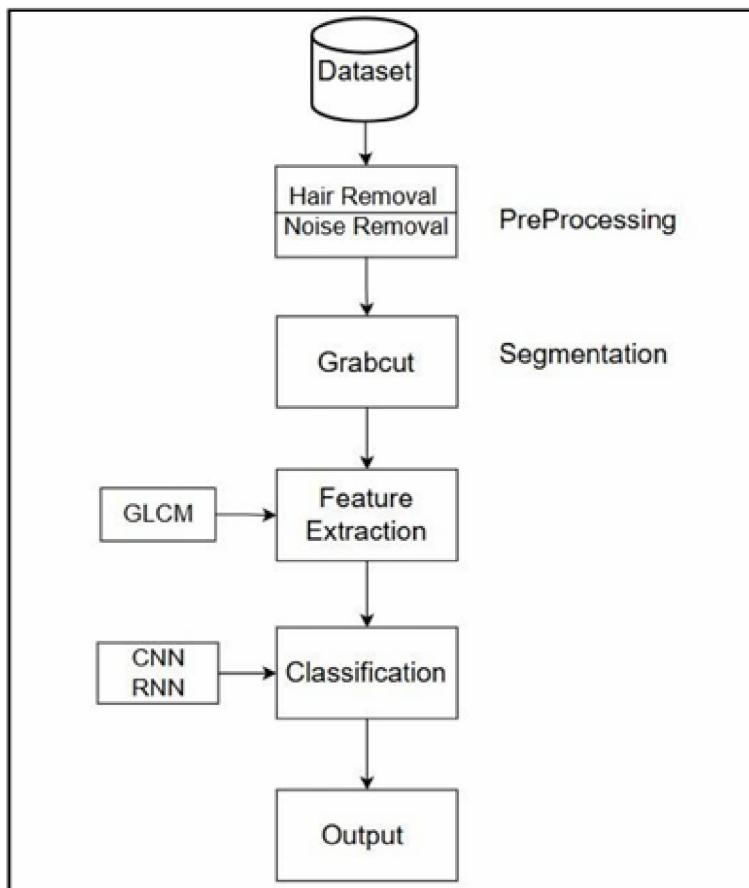 Dataset
Hair Removal
Noise Removal
PreProcessing
Grabcut
Segmentation
GLCM
Feature
Extraction
CNN
RNN
Classification
Output